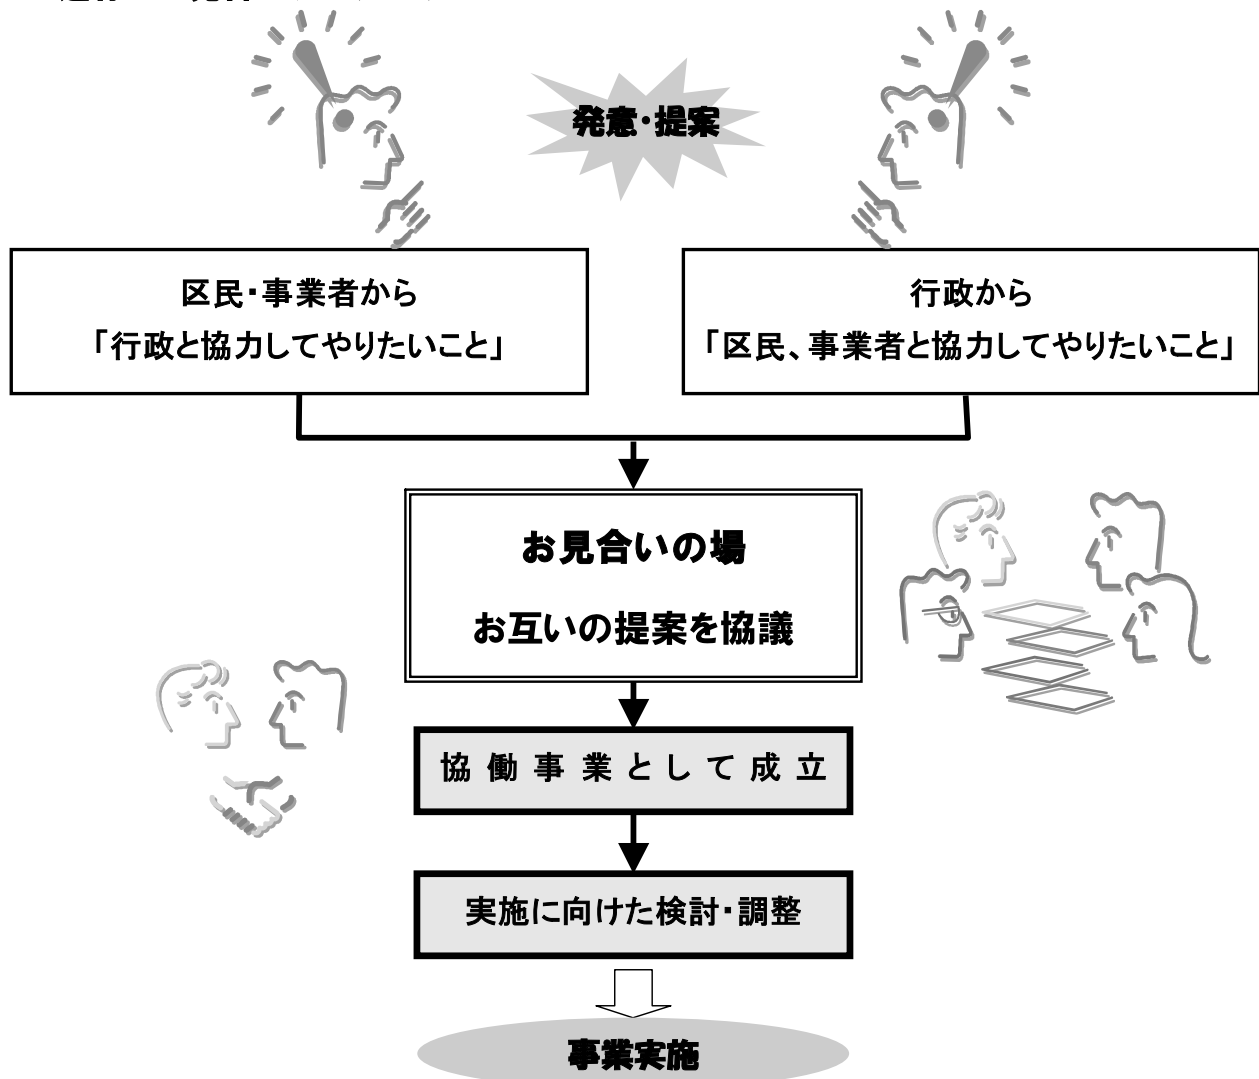 発意・提案
区民・事業者から
「行政と協力してやりたいこと」
行政から
「区民、事業者と協力してやりたいこと」
お見合いの場
お互いの提案を協議
協働事業として成立
実施に向けた検討・調整
事業実施